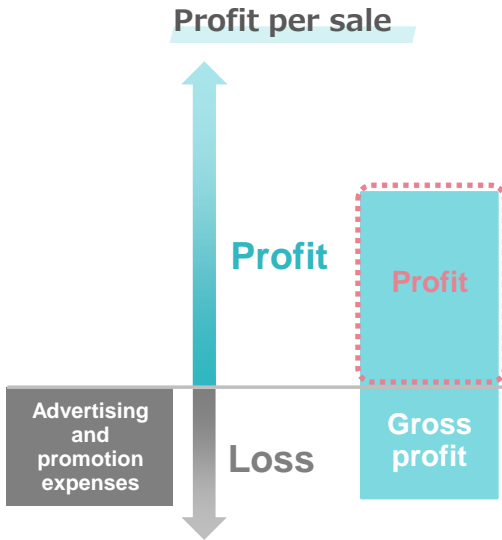 Profit per sale
Profit
Profit
Advertising
and
promotion
expenses
Loss
Gross
profit